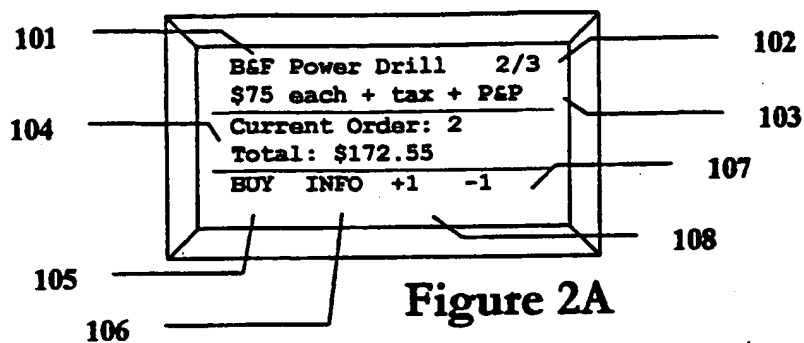 101
102
B&F Power Drill 2/3
$75 each + tax + P&P
103
104
Current Order: 2
Total: $172.55
107
BUY INFO +1 -1
108
105
Figure 2A
106